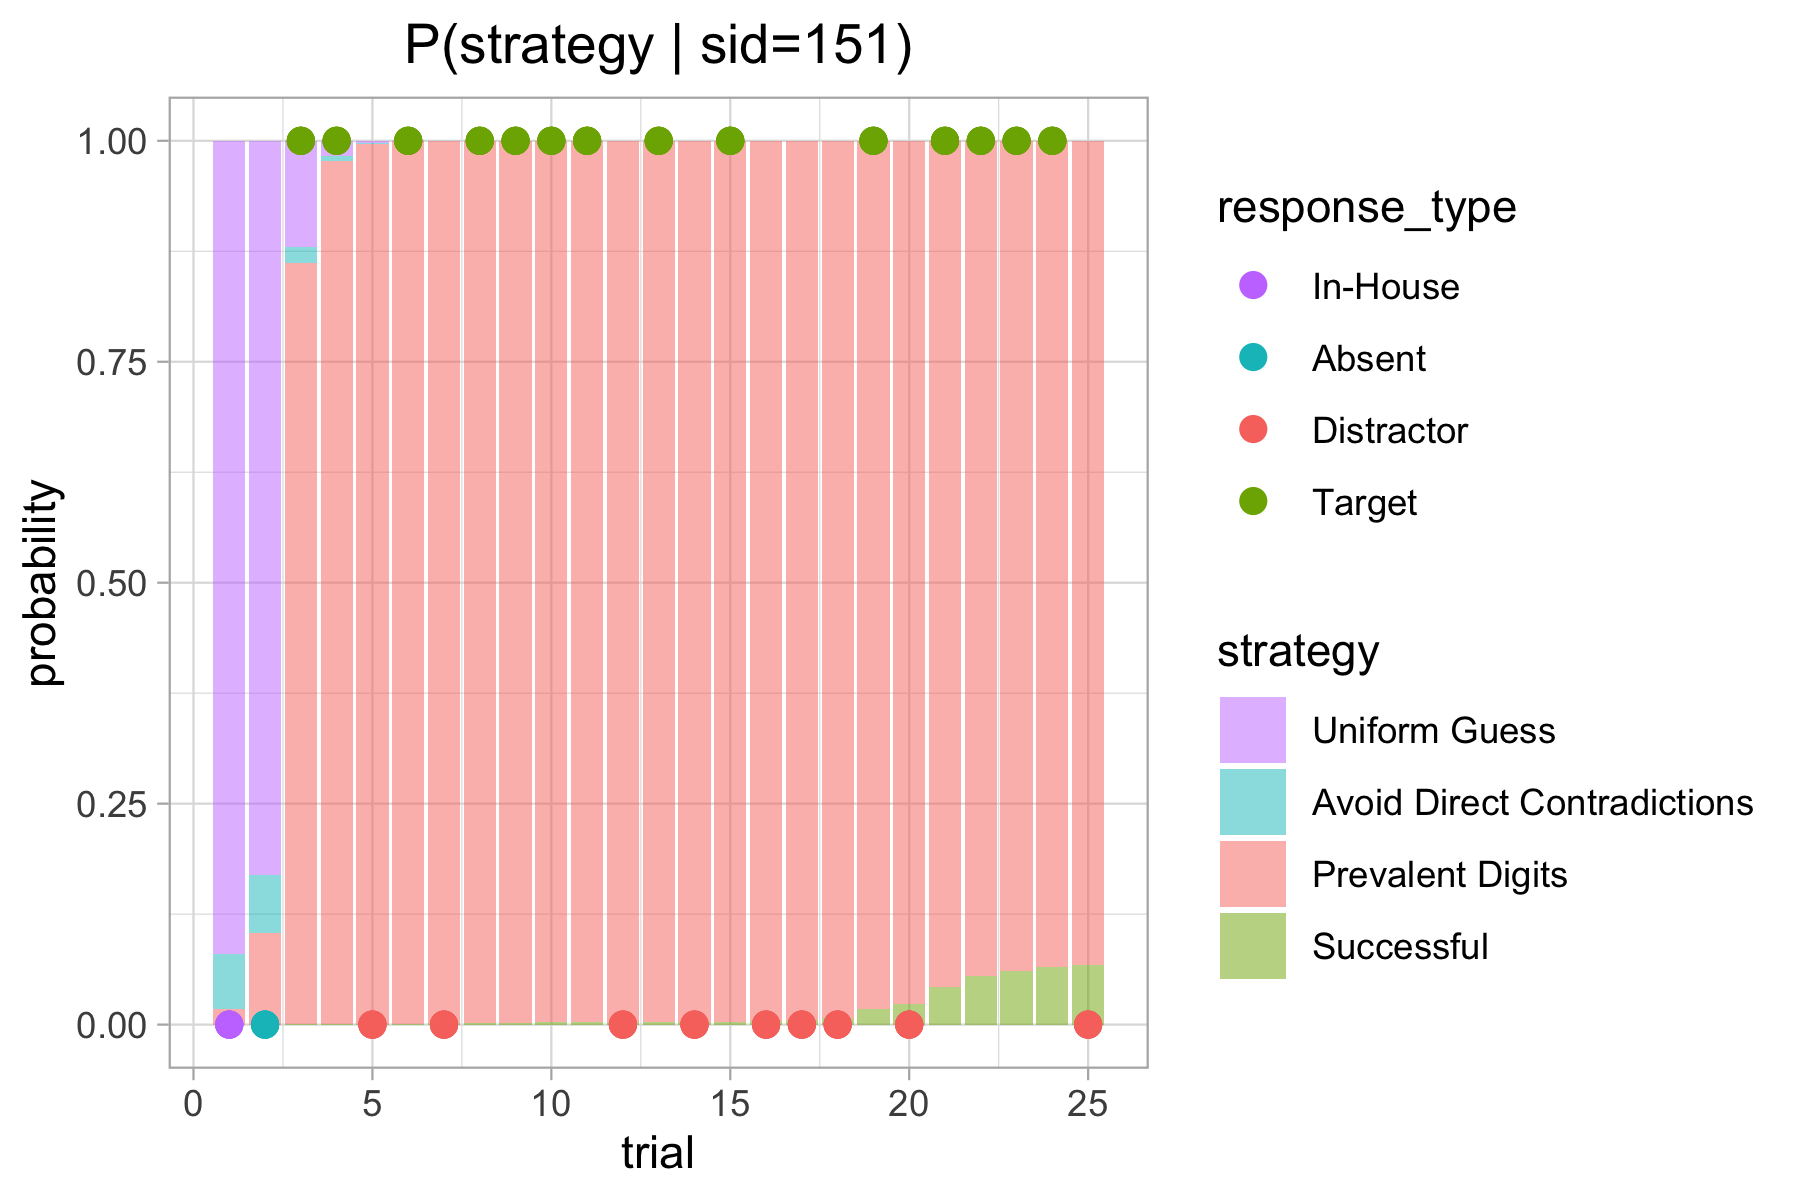 P(strategy | sid=151)
probability
1.00
0.75
0.50
0.25
0.00
0 5 10 15 20 25
trial
response_type
In-House
Absent
Distractor
Target
strategy
Uniform Guess
Avoid Direct Contradictions
Prevalent Digits
Successful